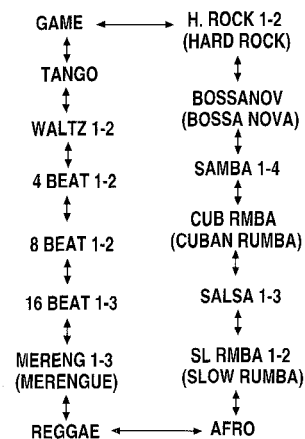 GAME
TANGO
WALTZ 1-2
4 BEAT 1-2
8 BEAT 1-2
16 BEAT 1-3
MERENG 1-3
(MERENGUE)
REGGAE
H. ROCK 1-2
(HARD ROCK)
BOSSANOV
(BOSSA NOVA)
SAMBA 1-4
CUB RMBA
(CUBAN RUMBA)
SALSA 1-3
SL RMBA 1-2
(SLOW RUMBA)
AFRO